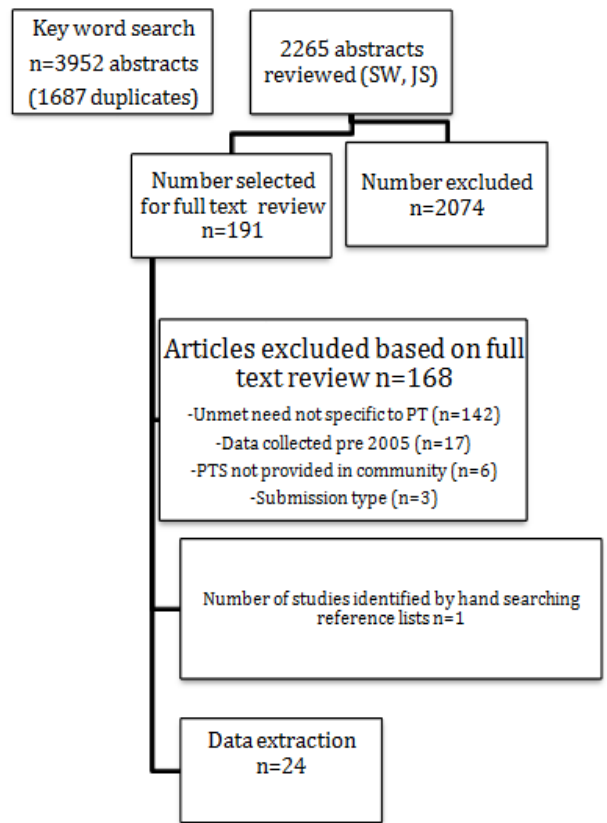 Key word search
n=3952 abstracts
(1687 duplicates)
2265 abstracts
reviewed (SW, JS)
Number selected
for full text review
n=191
Number excluded
n=2074
Articles excluded based on full
text review n=168
-Unmet need not specific to PT (n=142)
-Data collected pre 2005 (n=17)
-PTS not provided in community (n=6)
-Submission type (n=3)
Number of studies identified by hand searching
reference lists n=1
Data extraction
n=24